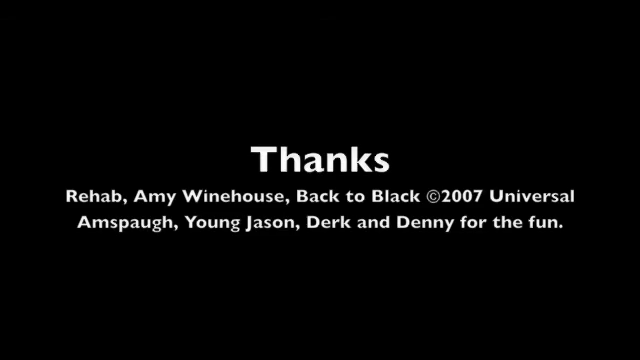 Thanks
Rehab, Amy Winehouse, Back to Black ©2007 Universal
Amspaugh, Young Jason, Derk and Denny for the fun.